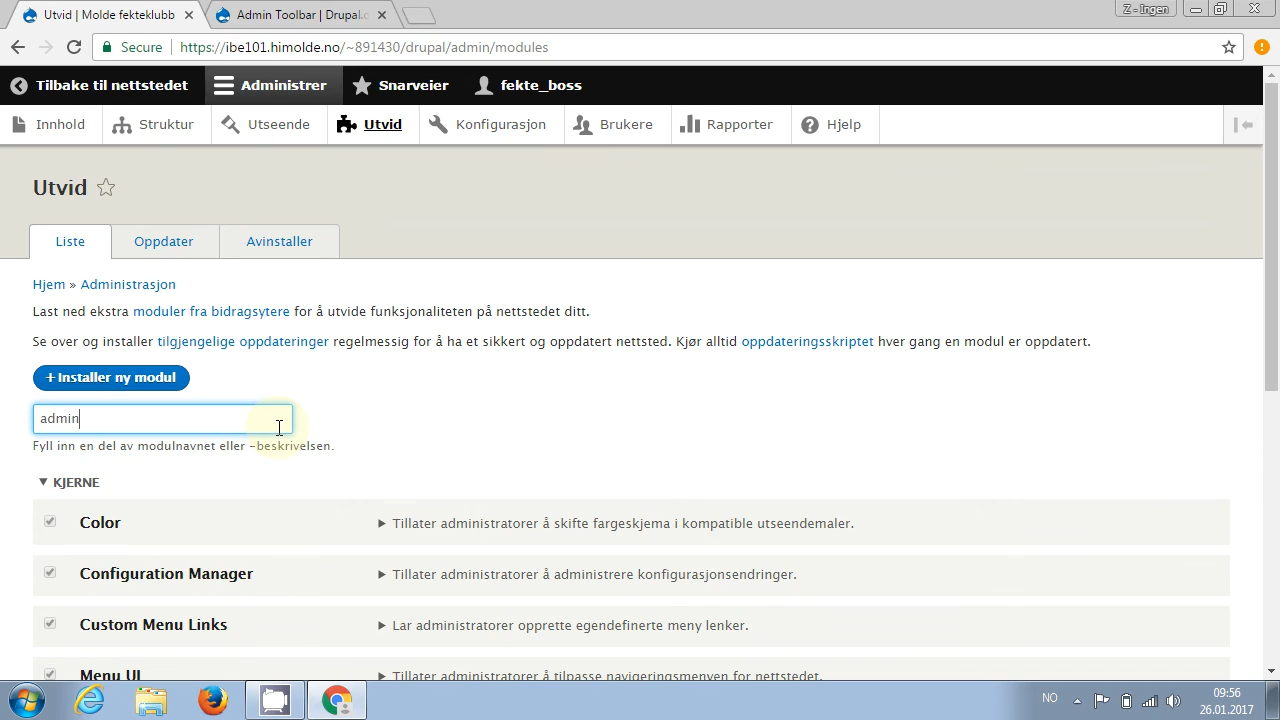 Utvid | Molde fekteklubb
Admin Toolbar | Drupal.o
Z - Ingen
Secure
https://ibe101.himolde.no/~891430/drupal/admin/modules
Tilbake til nettstedet
Administrer
Snarveier
fekte_boss
Innhold
Struktur
Utseende
Utvid
Konfigurasjon
Brukere
Rapporter
Hjelp
Utvid
Liste
Oppdater
Avinstaller
Hjem » Administrasjon
Last ned ekstra moduler fra bidragsytere for å utvide funksjonaliteten på nettstedet ditt.
Se over og installer tilgjengelige oppdateringer regelmessig for å ha et sikkert og oppdatert nettsted. Kjør alltid oppdateringsskriptet hver gang en modul er oppdatert.
+ Installer ny modul
admin
Fyll inn en del av modulnavnet eller -beskrivelsen.
▼ KJERNE
Color
► Tillater administratorer å skifte fargeskjema i kompatible utseendemaler.
Configuration Manager
► Tillater administratorer å administrere konfigurasjonsendringer.
Custom Menu Links
► Lar administratorer opprette egendefinerte meny lenker.
Menu UI
► Tillater administratorer å tilpasse navigeringsmenyen for nettstedet.
NO
09:56
26.01.2017